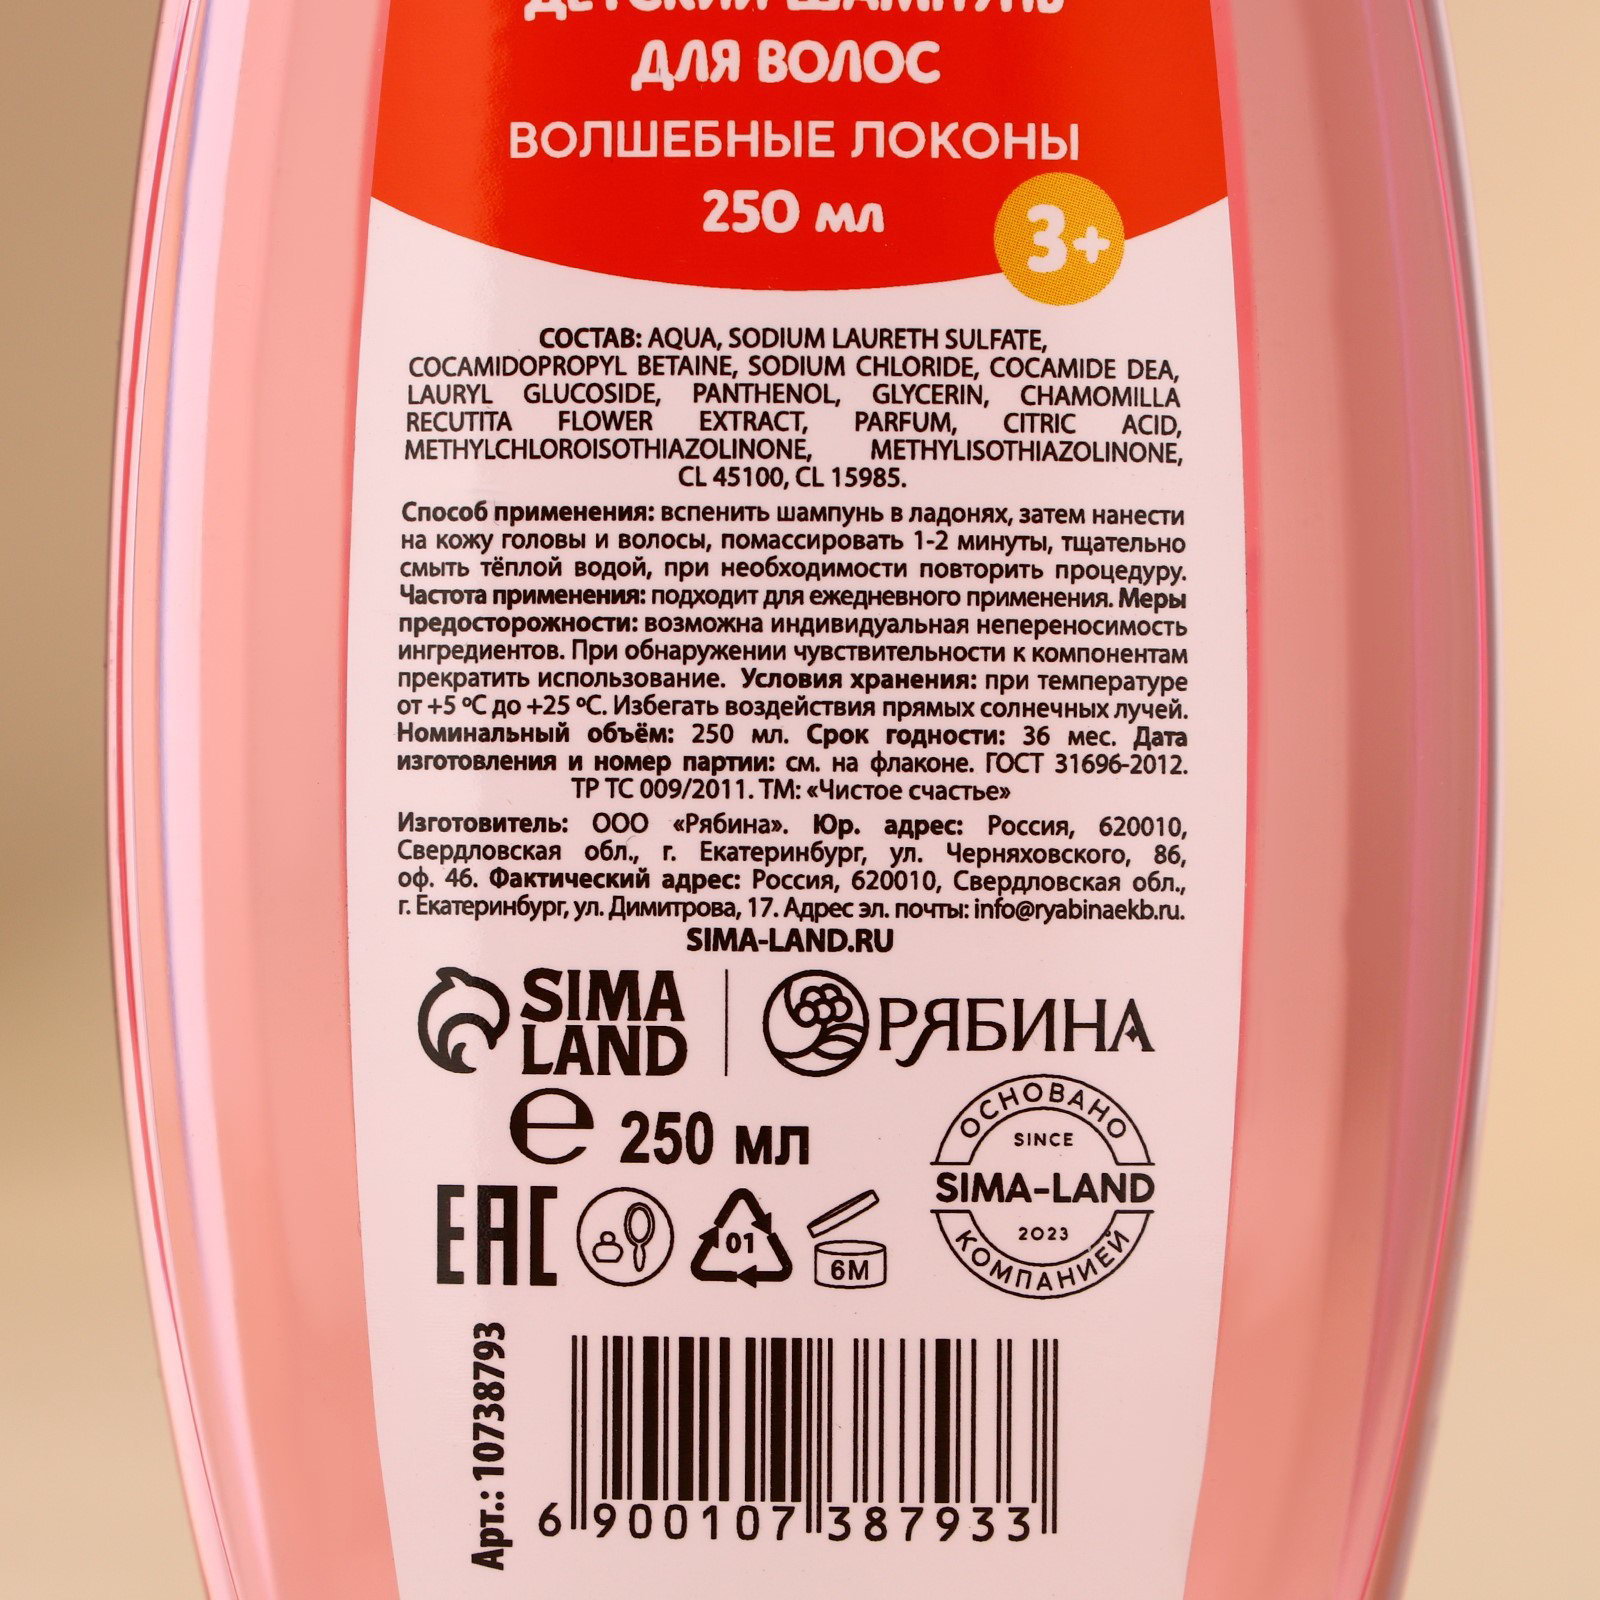 ДЕТСКИЙ ШАМПУНЬ
ДЛЯ ВОЛОС
ВОЛШЕБНЫЕ ЛОКОНЫ
250 мл
3+
СОСТАВ: AQUA, SODIUM LAURETH SULFATE,
COCAMIDOPROPYL BETAINE, SODIUM CHLORIDE, COCAMIDE DEA,
LAURYL GLUCOSIDE, PANTHENOL, GLYCERIN, CHAMOMILLA
RECUTITA FLOWER EXTRACT, PARFUM, CITRIC ACID,
METHYLCHLOROISOTHIAZOLINONE, METHYLISOTHIAZOLINONE,
CL 45100, CL 15985.
Способ применения: вспенить шампунь в ладонях, затем нанести
на кожу головы и волосы, помассировать 1-2 минуты, тщательно
смыть тёплой водой, при необходимости повторить процедуру.
Частота применения: подходит для ежедневного применения. Меры
предосторожности: возможна индивидуальная непереносимость
ингредиентов. При обнаружении чувствительности к компонентам
прекратить использование. Условия хранения: при температуре
от +5 ºС до +25 ºС. Избегать воздействия прямых солнечных лучей.
Номинальный объём: 250 мл. Срок годности: 36 мес. Дата
изготовления и номер партии: см. на флаконе. ГОСТ 31696-2012.
ТР ТС 009/2011. ТМ: «Чистое счастье»
Изготовитель: ООО «Рябина». Юр. адрес: Россия, 620010,
Свердловская обл., г. Екатеринбург, ул. Черняховского, 86,
оф. 46. Фактический адрес: Россия, 620010, Свердловская обл.,
г. Екатеринбург, ул. Димитрова, 17. Адрес эл. почты: info@ryabinaekb.ru.
SIMA-LAND.RU
SIMA
LAND
РЯБИНА
℮ 250 мл
ОСНОВАНО
SINCE
SIMA-LAND
2023
КОМПАНИЕЙ
EAC
01
6M
Арт.: 10738793
6 900107 387933